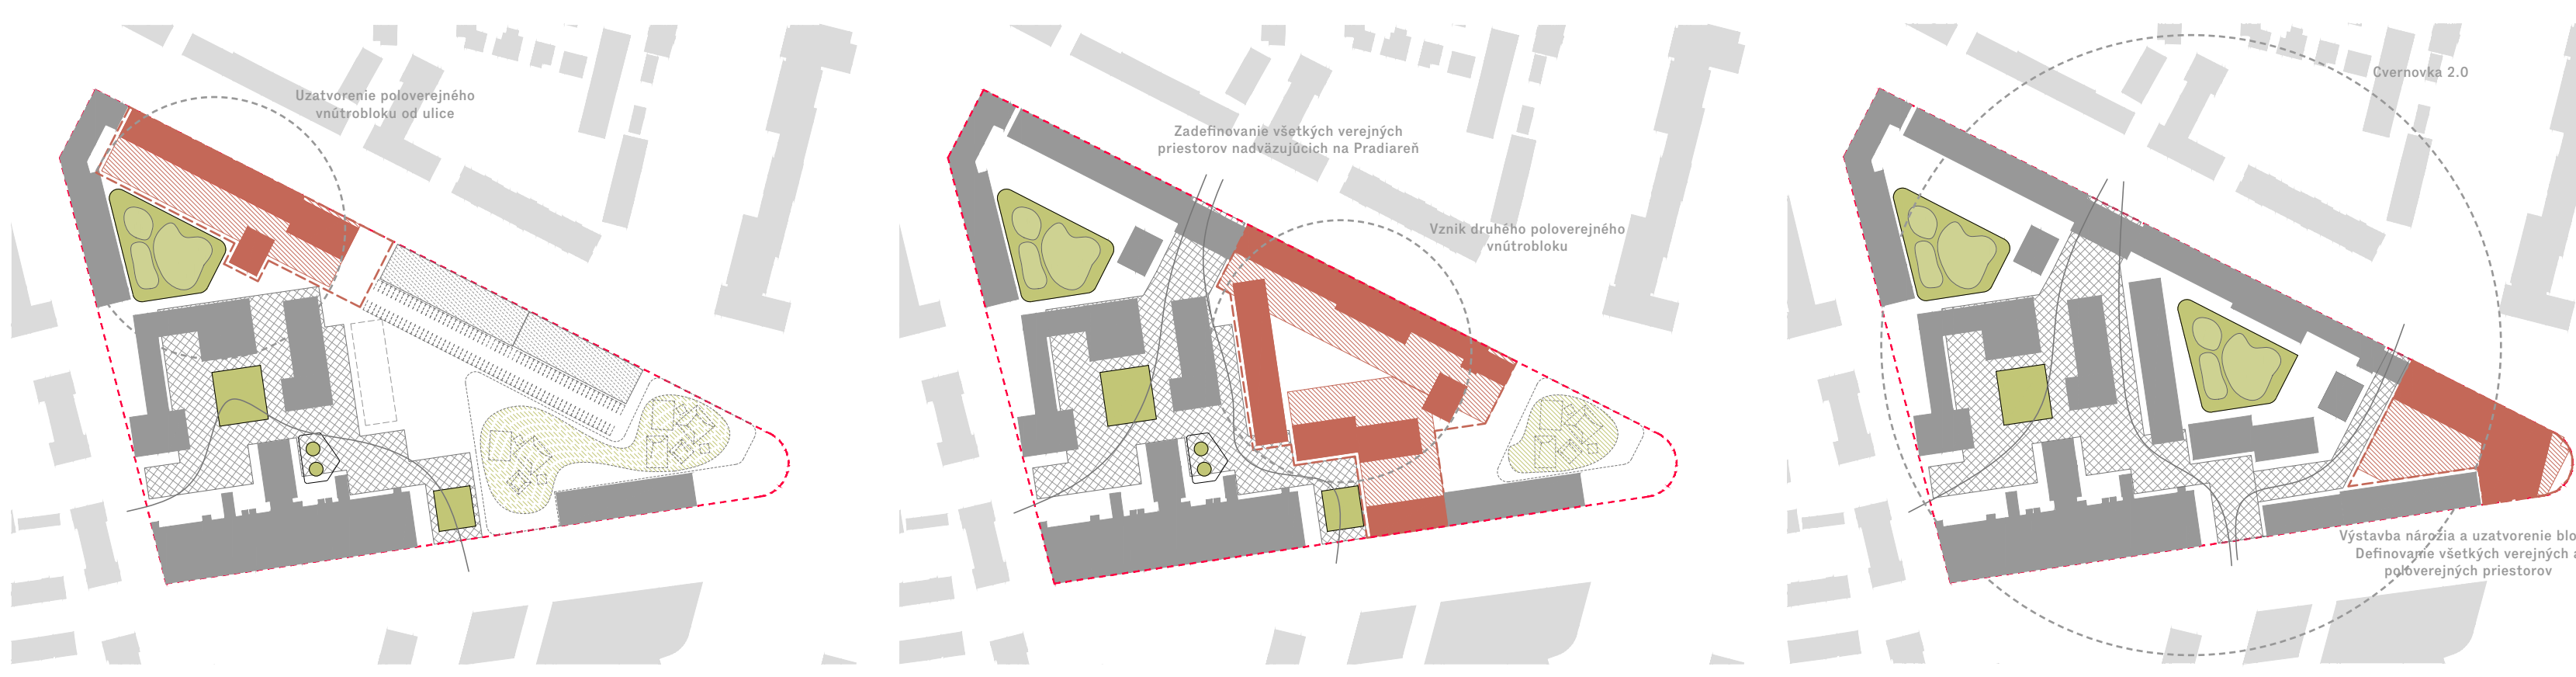 Uzatvorenie poloverejného
vnútrobloku od ulice
Zadefinovanie všetkých verejných
priestorov nadväzujúcich na Pradiareň
Vznik druhého poloverejného
vnútrobloku
Cvernovka 2.0
Výstavba nárožia a uzatvorenie blo
Definovanie všetkých verejných a
poloverejných priestorov